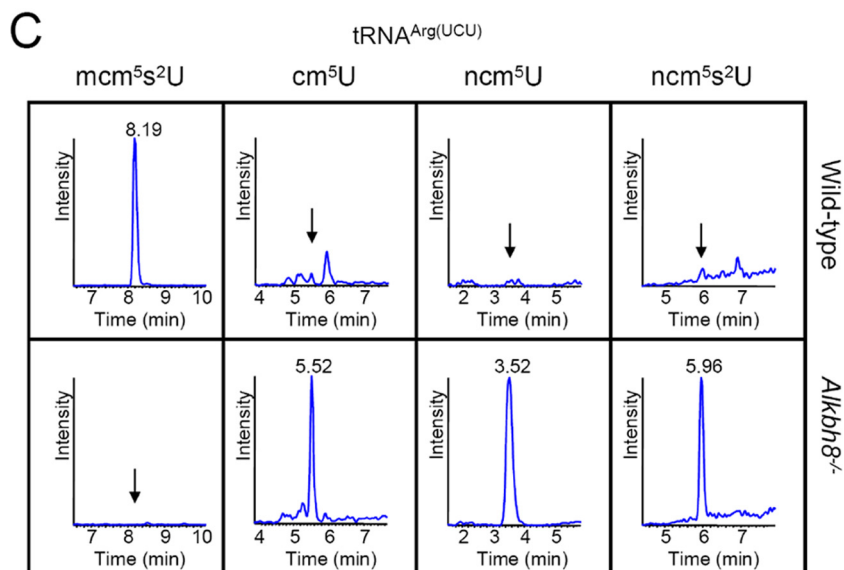 C
tRNA^Arg(UCU)
mcm⁵s²U cm⁵U ncm⁵U ncm⁵s²U
8.19
Intensity Intensity Intensity Intensity
Wild-type
7 8 9 10 4 5 6 7 2 3 4 5 5 6 7
Time (min) Time (min) Time (min) Time (min)
5.52 3.52 5.96
Intensity Intensity Intensity Intensity
Alkbh8⁻/⁻
7 8 9 10 4 5 6 7 2 3 4 5 5 6 7
Time (min) Time (min) Time (min) Time (min)